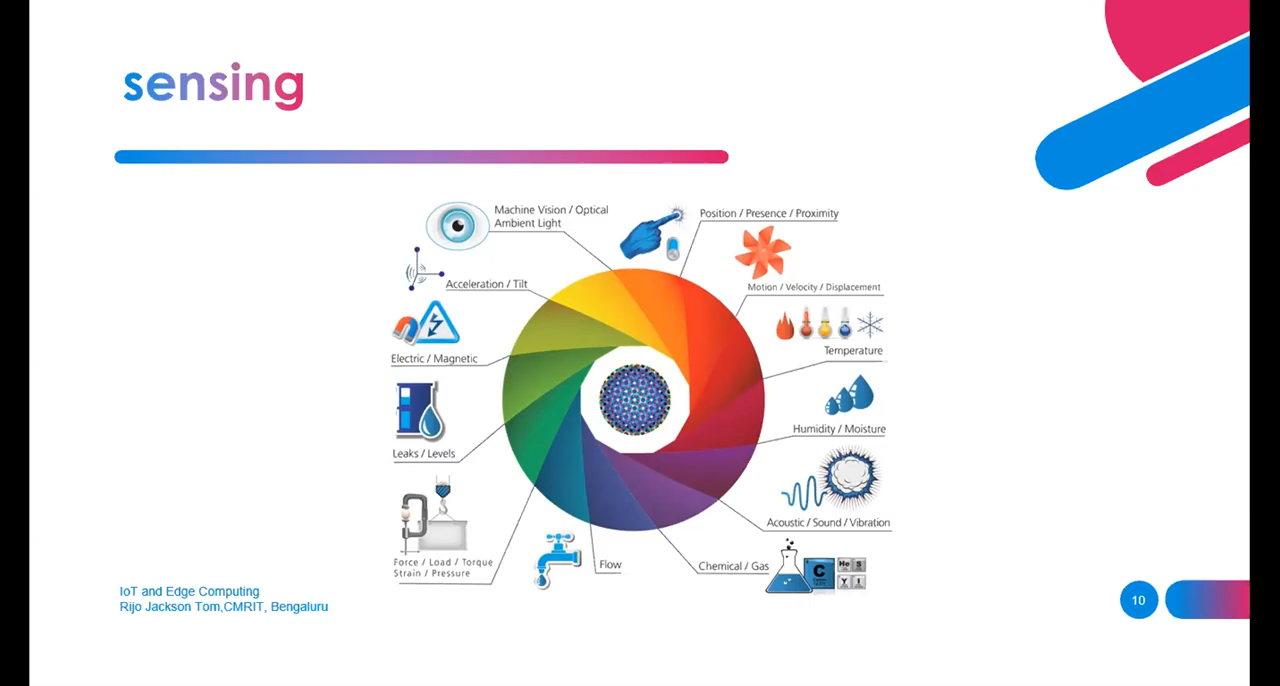 sensing
Machine Vision / Optical
Ambient Light
Position / Presence / Proximity
Acceleration / Tilt
Motion / Velocity / Displacement
Electric / Magnetic
Temperature
Humidity / Moisture
Leaks / Levels
Acoustic / Sound / Vibration
Force / Load / Torque
Strain / Pressure
Flow
Chemical / Gas
C
He S
Y I
IoT and Edge Computing
Rijo Jackson Tom,CMRIT, Bengaluru
10